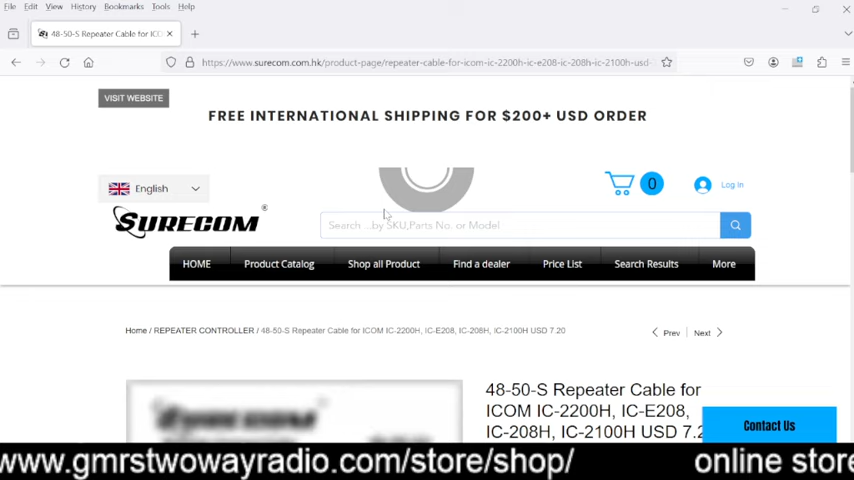 File Edit View History Bookmarks Tools Help
48-50-S Repeater Cable for ICO
https://www.surecom.com.hk/product-page/repeater-cable-for-icom-ic-2200h-ic-e208-ic-208h-ic-2100h-usd-
VISIT WEBSITE
FREE INTERNATIONAL SHIPPING FOR $200+ USD ORDER
English
0
Log In
SURECOM®
Search ...by SKU,Parts No. or Model
HOME Product Catalog Shop all Product Find a dealer Price List Search Results More
Home / REPEATER CONTROLLER / 48-50-S Repeater Cable for ICOM IC-2200H, IC-E208, IC-208H, IC-2100H USD 7.20
Prev Next
48-50-S Repeater Cable for
ICOM IC-2200H, IC-E208,
IC-208H, IC-2100H USD 7.2
Contact Us
www.gmrstwowayradio.com/store/shop/ online store